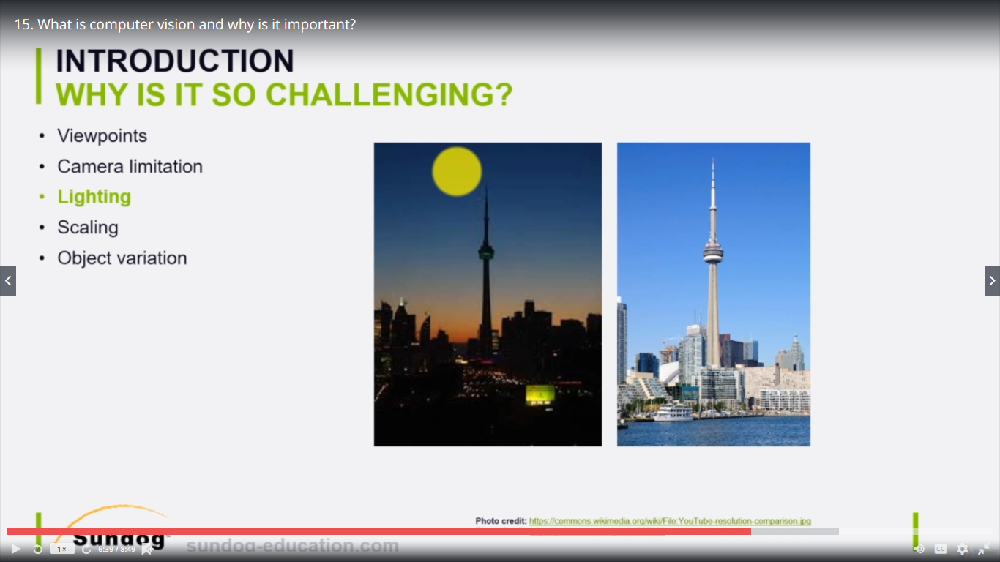 15. What is computer vision and why is it important?
INTRODUCTION
WHY IS IT SO CHALLENGING?
• Viewpoints
• Camera limitation
• Lighting
• Scaling
• Object variation
Photo credit: https://commons.wikimedia.org/wiki/File:YouTube-resolution-comparison.jpg
Sundog
sundog-education.com
1×
6:39 / 8:49
CC